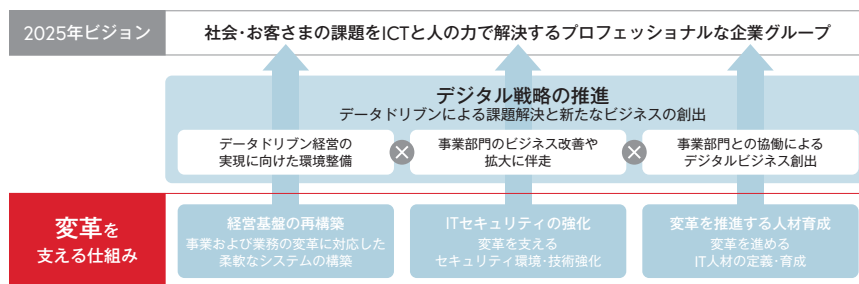 2025年ビジョン
社会・お客さまの課題をICTと人の力で解決するプロフェッショナルな企業グループ
デジタル戦略の推進
データドリブンによる課題解決と新たなビジネスの創出
データドリブン経営の
実現に向けた環境整備
×
事業部門のビジネス改善や
拡大に伴走
×
事業部門との協働による
デジタルビジネス創出
変革を
支える仕組み
経営基盤の再構築
事業および業務の変革に対応した
柔軟なシステムの構築
ITセキュリティの強化
変革を支える
セキュリティ環境・技術強化
変革を推進する人材育成
変革を進める
IT人材の定義・育成